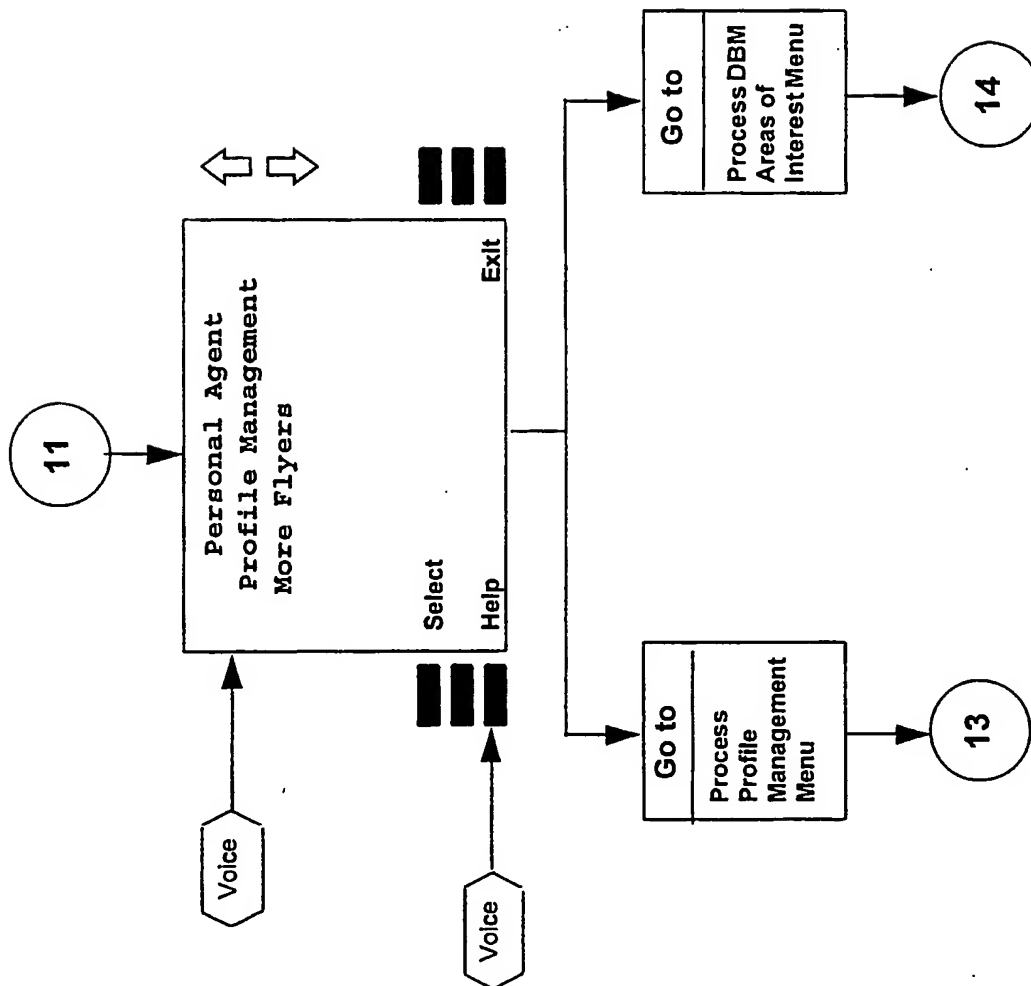 11
Personal Agent
Profile Management
More Flyers
Select
Help
Exit
Voice
Voice
Go to
Process
Profile
Management
Menu
13
Go to
Process DBM
Areas of
Interest Menu
14